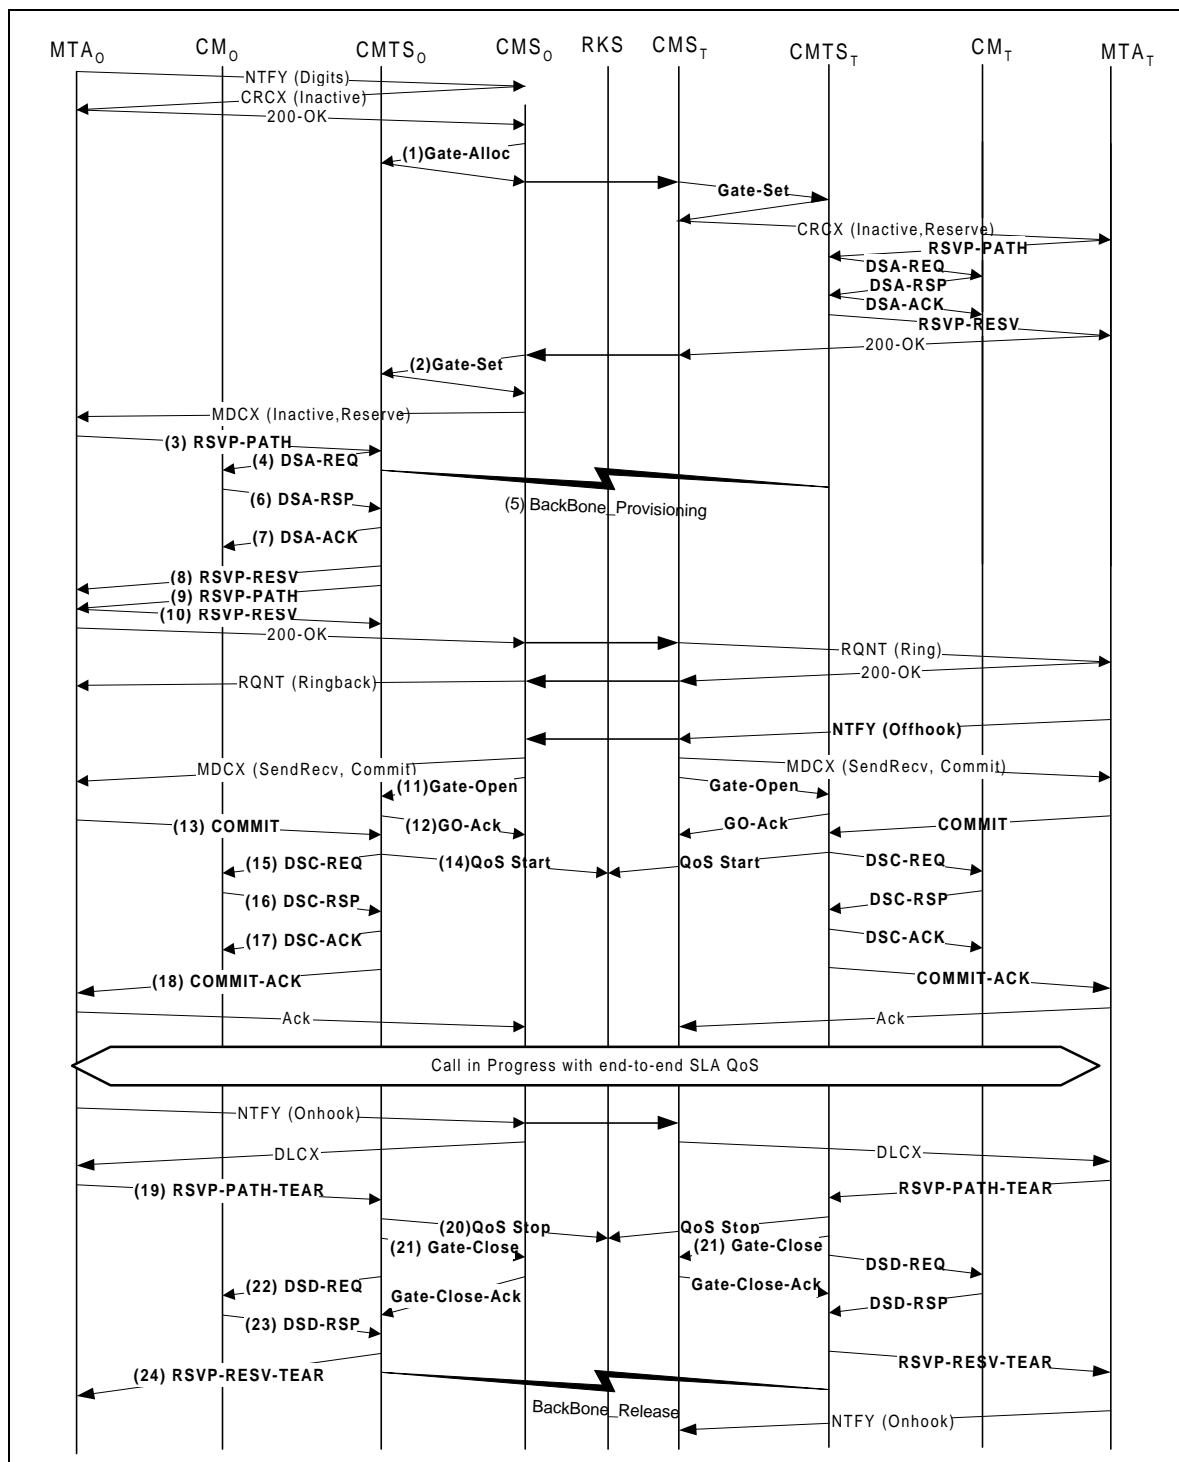 MTAO CMO CMTSO CMSO RKS CMST CMTST CMT MTAT
NTFY (Digits)
CRCX (Inactive)
200-OK
(1)Gate-Alloc
Gate-Set
CRCX (Inactive,Reserve)
RSVP-PATH
DSA-REQ
DSA-RSP
DSA-ACK
RSVP-RESV
200-OK
(2)Gate-Set
MDCX (Inactive,Reserve)
(3) RSVP-PATH
(4) DSA-REQ
(5) BackBone_Provisioning
(6) DSA-RSP
(7) DSA-ACK
(8) RSVP-RESV
(9) RSVP-PATH
(10) RSVP-RESV
200-OK
RQNT (Ring)
200-OK
RQNT (Ringback)
NTFY (Offhook)
MDCX (SendRecv, Commit) MDCX (SendRecv, Commit)
(11)Gate-Open Gate-Open
(13) COMMIT (12)GO-Ack GO-Ack COMMIT
(15) DSC-REQ (14)QoS Start QoS Start DSC-REQ
(16) DSC-RSP DSC-RSP
(17) DSC-ACK DSC-ACK
(18) COMMIT-ACK COMMIT-ACK
Ack Ack
Call in Progress with end-to-end SLA QoS
NTFY (Onhook)
DLCX DLCX
(19) RSVP-PATH-TEAR RSVP-PATH-TEAR
(20)QoS Stop QoS Stop
(21) Gate-Close (21) Gate-Close
DSD-REQ
(22) DSD-REQ Gate-Close-Ack Gate-Close-Ack
DSD-RSP
(23) DSD-RSP
(24) RSVP-RESV-TEAR RSVP-RESV-TEAR
BackBone_Release
NTFY (Onhook)